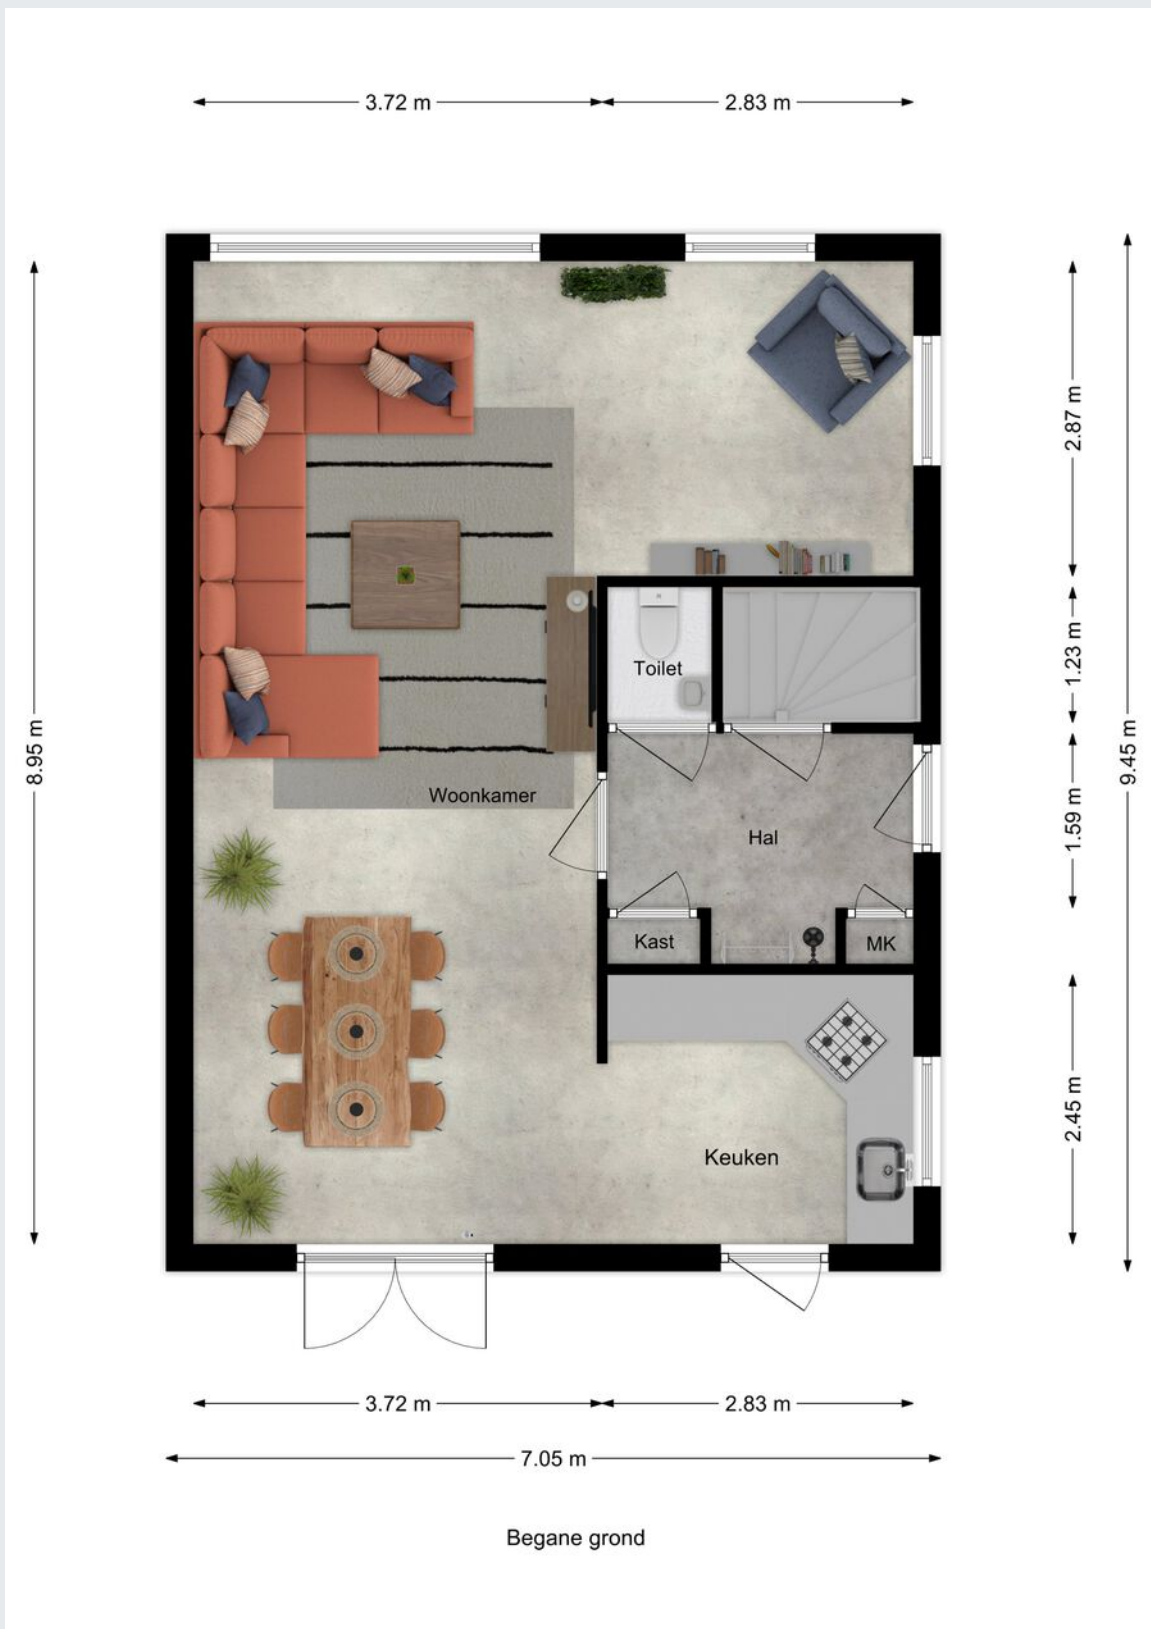 3.72 m
2.83 m
2.87 m
1.23 m
Toilet
8.95 m
9.45 m
Woonkamer
1.59 m
Hal
Kast
MK
2.45 m
Keuken
3.72 m
2.83 m
7.05 m
Begane grond